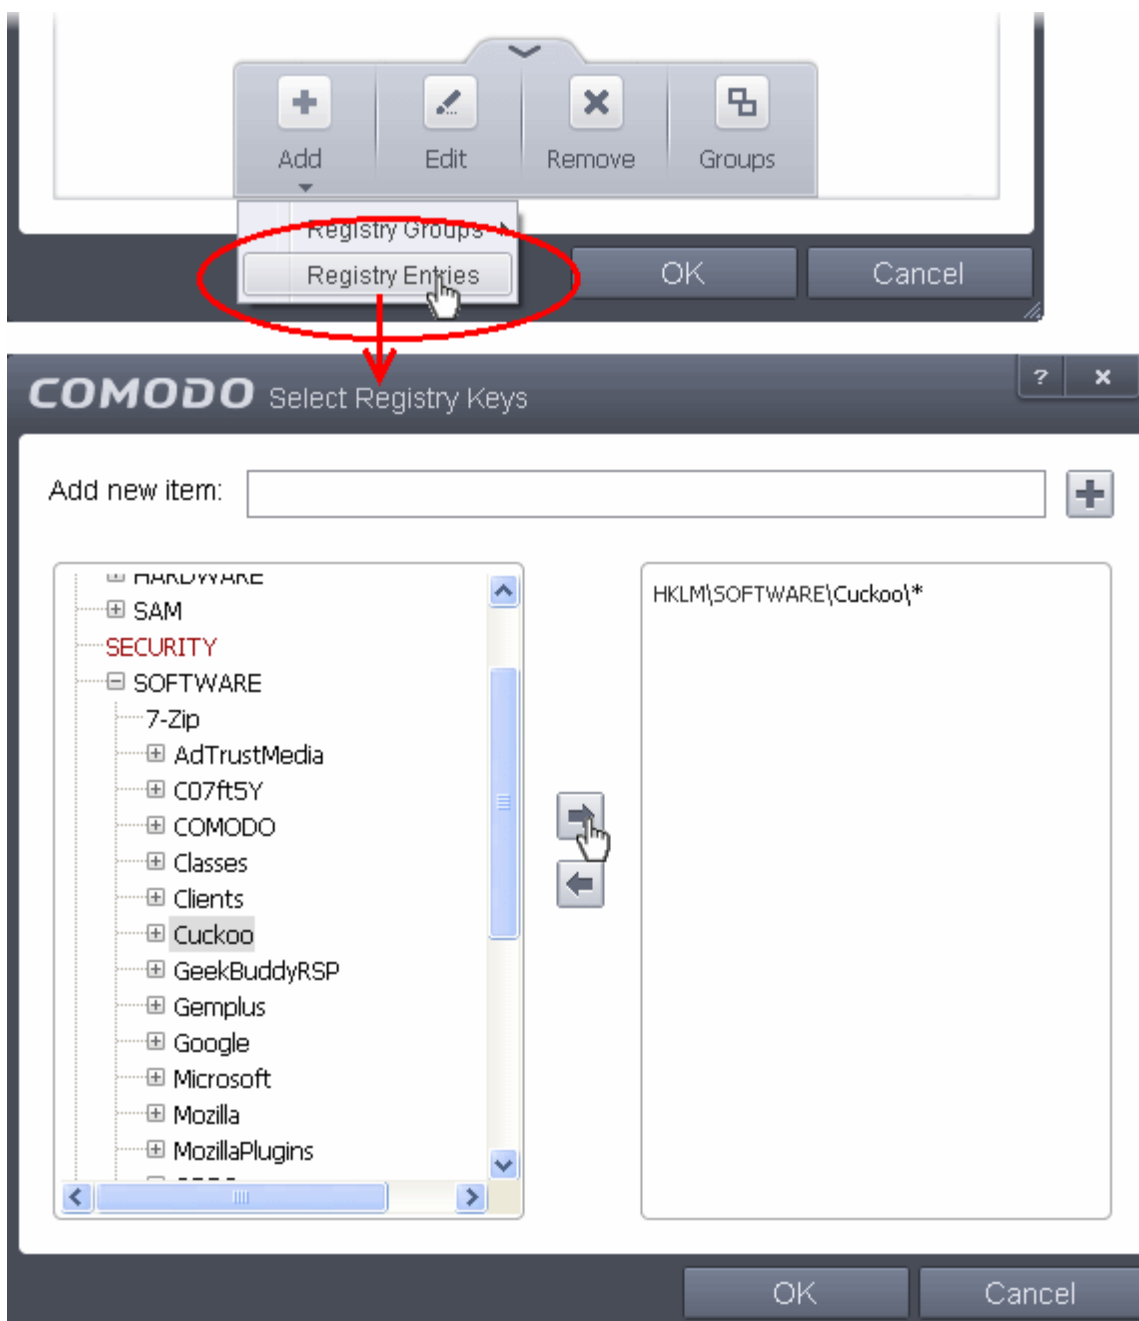 Add Edit Remove Groups
Registry Groups
Registry Entries
OK Cancel
COMODO Select Registry Keys ? x
Add new item:
HARDWARE
SAM
SECURITY
SOFTWARE
7-Zip
AdTrustMedia
C07ft5Y
COMODO
Classes
Clients
Cuckoo
GeekBuddyRSP
Gemplus
Google
Microsoft
Mozilla
MozillaPlugins
HKLM\SOFTWARE\Cuckoo\*
OK Cancel